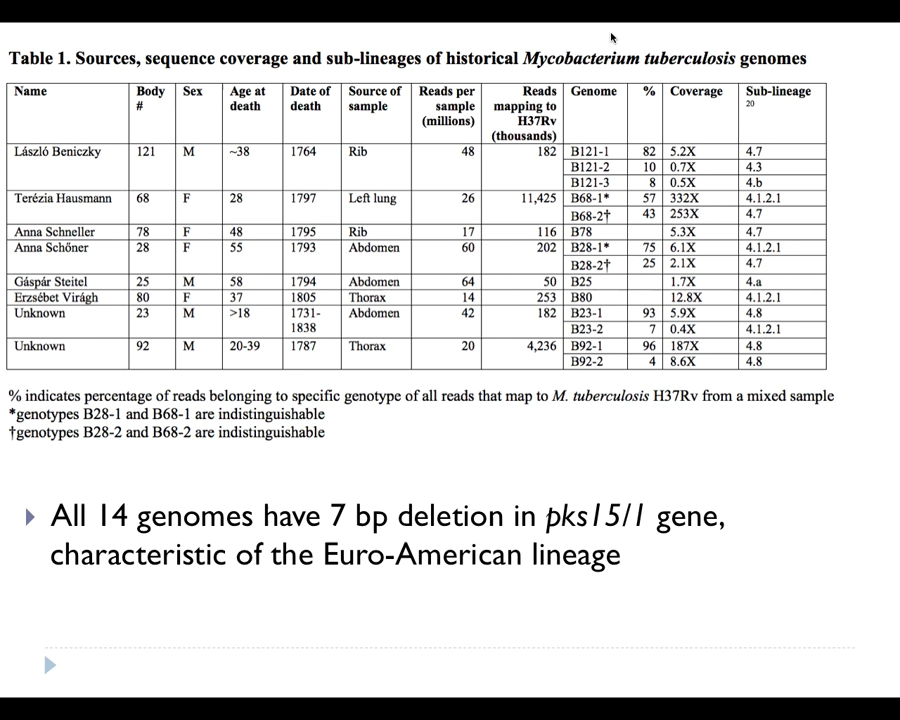 Table 1. Sources, sequence coverage and sub-lineages of historical Mycobacterium tuberculosis genomes
Name Body # Sex Age at death Date of death Source of sample Reads per sample (millions) Reads mapping to H37Rv (thousands) Genome % Coverage Sub-lineage 20
László Beniczky 121 M ~38 1764 Rib 48 182 B121-1 82 5.2X 4.7
B121-2 10 0.7X 4.3
B121-3 8 0.5X 4.b
Terézia Hausmann 68 F 28 1797 Left lung 26 11,425 B68-1* 57 332X 4.1.2.1
B68-2† 43 253X 4.7
Anna Schneller 78 F 48 1795 Rib 17 116 B78 5.3X 4.7
Anna Schöner 28 F 55 1793 Abdomen 60 202 B28-1* 75 6.1X 4.1.2.1
B28-2† 25 2.1X 4.7
Gáspár Steitel 25 M 58 1794 Abdomen 64 50 B25 1.7X 4.a
Erzsébet Virágh 80 F 37 1805 Thorax 14 253 B80 12.8X 4.1.2.1
Unknown 23 M >18 1731-1838 Abdomen 42 182 B23-1 93 5.9X 4.8
B23-2 7 0.4X 4.1.2.1
Unknown 92 M 20-39 1787 Thorax 20 4,236 B92-1 96 187X 4.8
B92-2 4 8.6X 4.8
% indicates percentage of reads belonging to specific genotype of all reads that map to M. tuberculosis H37Rv from a mixed sample
*genotypes B28-1 and B68-1 are indistinguishable
†genotypes B28-2 and B68-2 are indistinguishable
All 14 genomes have 7 bp deletion in pks15/1 gene,
characteristic of the Euro-American lineage